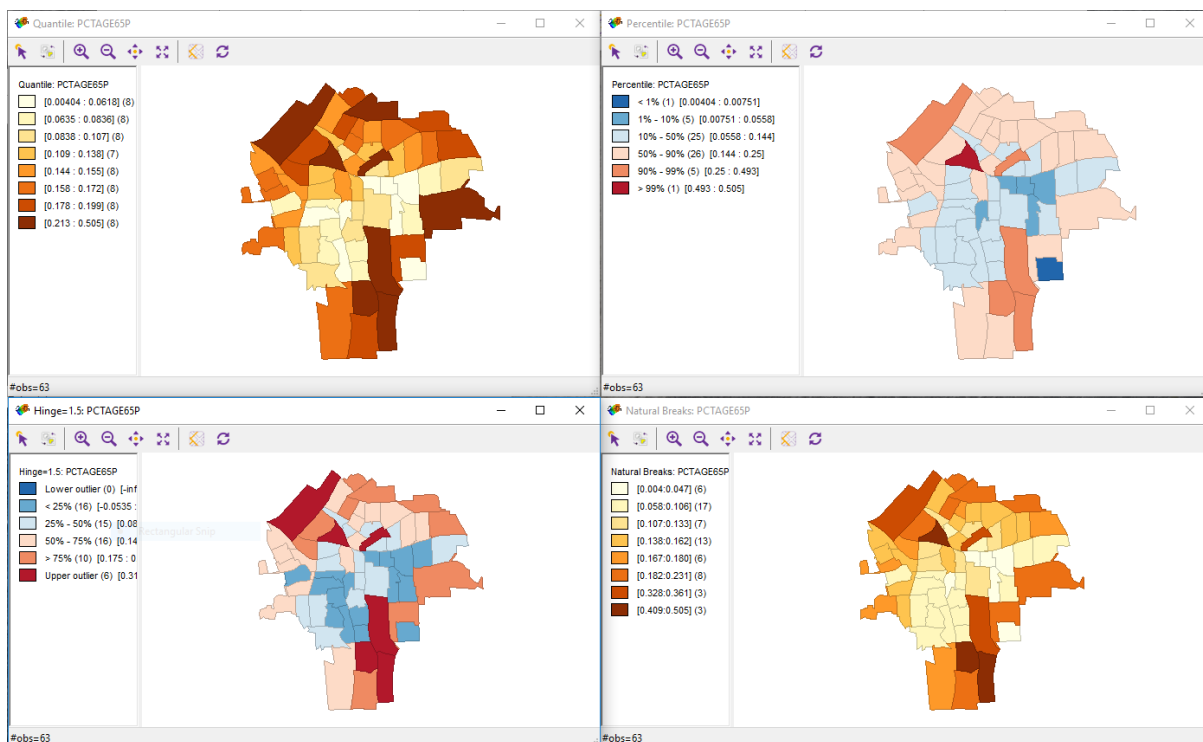 Quantile: PCTAGE65P
Quantile: PCTAGE65P
[0.00404 : 0.0618] (8)
[0.0635 : 0.0836] (8)
[0.0838 : 0.107] (8)
[0.109 : 0.138] (7)
[0.144 : 0.155] (8)
[0.158 : 0.172] (8)
[0.178 : 0.199] (8)
[0.213 : 0.505] (8)
#obs=63
Percentile: PCTAGE65P
Percentile: PCTAGE65P
< 1% (1) [0.00404 : 0.00751]
1% - 10% (5) [0.00751 : 0.0558]
10% - 50% (25) [0.0558 : 0.144]
50% - 90% (26) [0.144 : 0.25]
90% - 99% (5) [0.25 : 0.493]
> 99% (1) [0.493 : 0.505]
#obs=63
Hinge=1.5: PCTAGE65P
Hinge=1.5: PCTAGE65P
Lower outlier (0) [-inf
< 25% (16) [-0.0535 :
25% - 50% (15) [0.08
50% - 75% (16) [0.14
> 75% (10) [0.175 : 0
Upper outlier (6) [0.31
Rectangular Snip
#obs=63
Natural Breaks: PCTAGE65P
Natural Breaks: PCTAGE65P
[0.004:0.047] (6)
[0.058:0.106] (17)
[0.107:0.133] (7)
[0.138:0.162] (13)
[0.167:0.180] (6)
[0.182:0.231] (8)
[0.328:0.361] (3)
[0.409:0.505] (3)
#obs=63